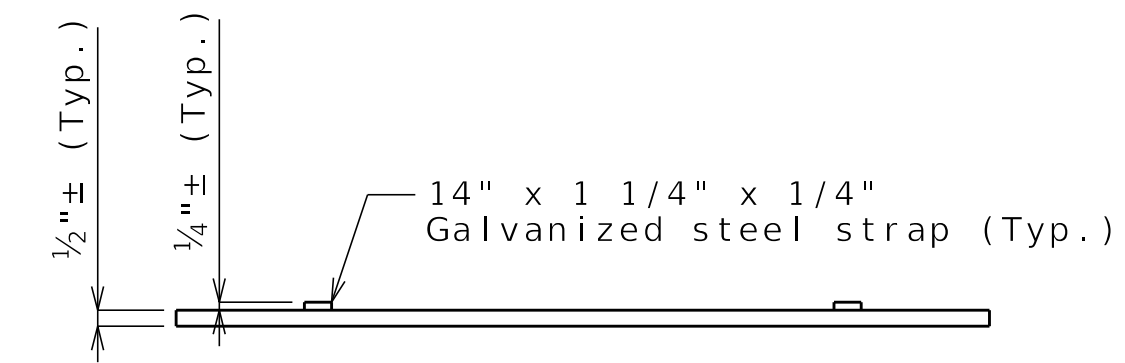 ½"± (Typ.)
¼"± (Typ.)
14" x 1 1/4" x 1/4"
Galvanized steel strap (Typ.)